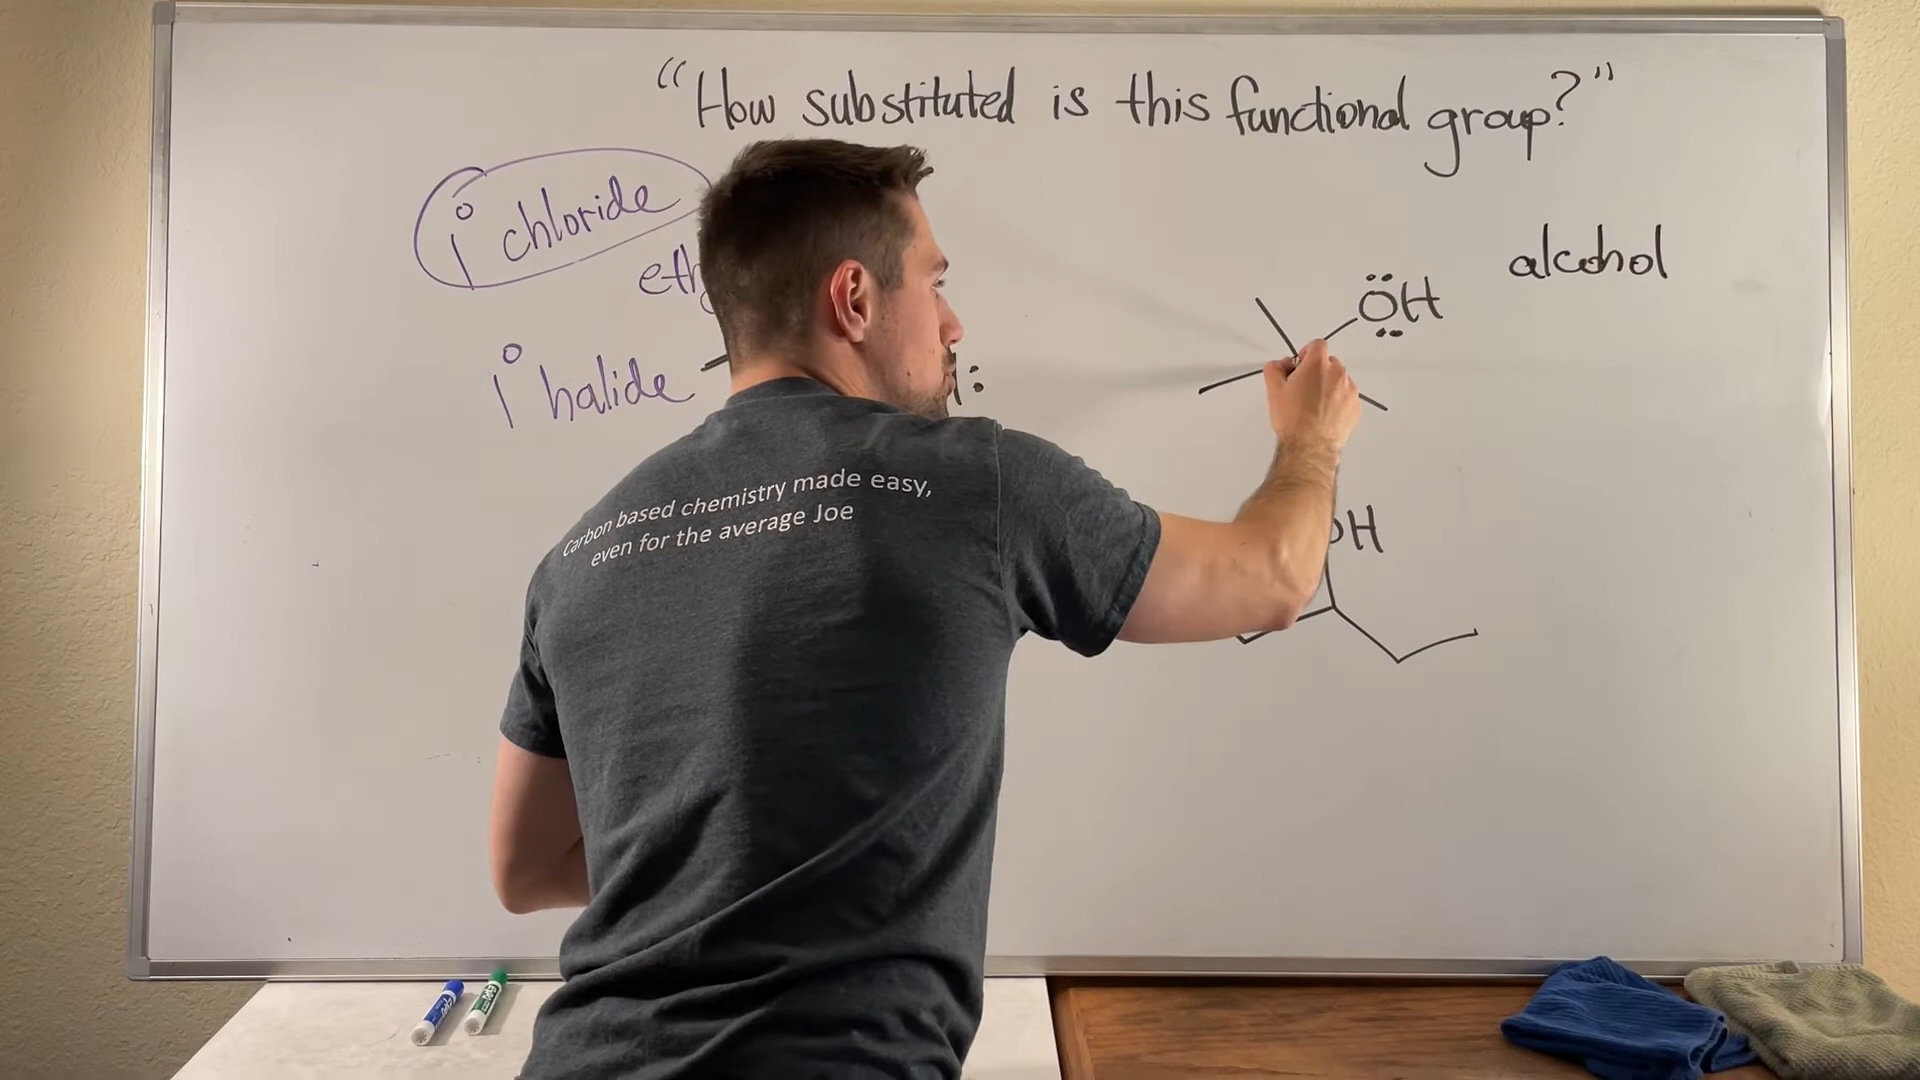 "How substituted is this functional group?"
1° chloride
1° halide
alcohol
ÖH
OH
Carbon based chemistry made easy,
even for the average Joe